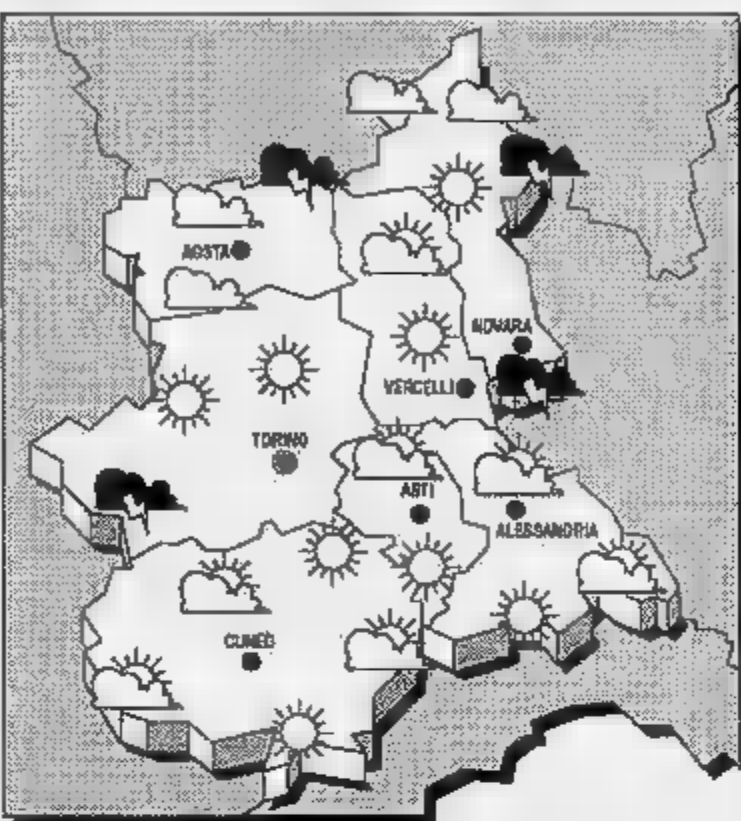 AOSTA
NOVARA
VERCELLI
TORINO
ASTI
ALESSANDRIA
CUNEO